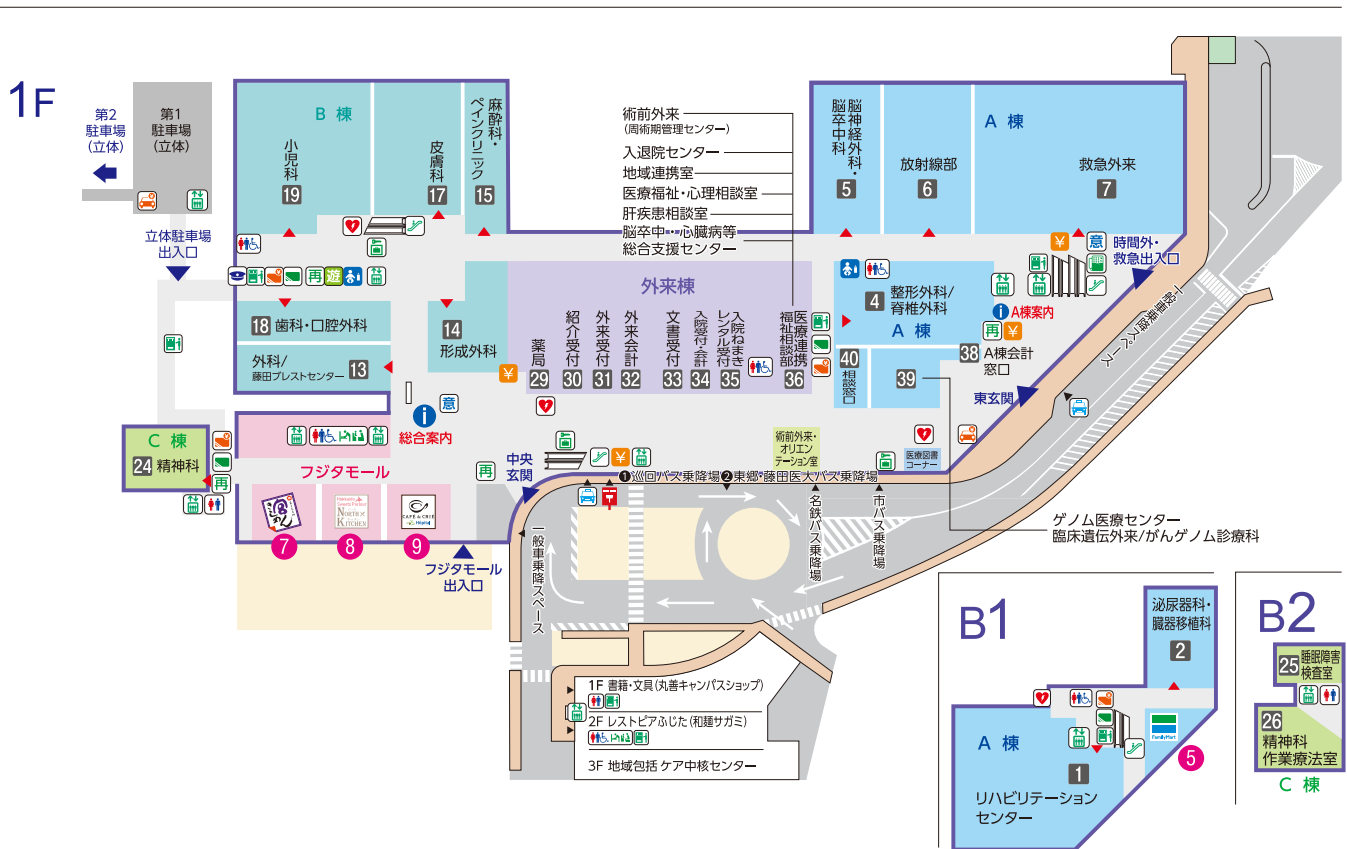 1F
第2
駐車場
(立体)
第1
駐車場
(立体)
立体駐車場
出入口
B 棟
小児科
19
皮膚科
17
麻酔科・
ペインクリニック
15
再
遊
18 歯科・口腔外科
外科/
藤田ブレストセンター 13
14
形成外科
¥
意
i
総合案内
C 棟
24 精神科
再
フジタモール
7
NORTH
KITCHEN
8
CAFE de CRIÉ
Hôpital
9
フジタモール
出入口
再
中央
玄関
外来棟
薬局
29
紹介受付
30
外来受付
31
外来会計
32
文書受付
33
入院受付・会計
34
入院ねまき
レンタル受付
35
医療連携
福祉相談部
36
術前外来
(周術期管理センター)
入退院センター
地域連携室
医療福祉・心理相談室
肝疾患相談室
脳卒中・心臓病等
総合支援センター
A 棟
脳神経外科・
脳卒中科
5
放射線部
6
救急外来
7
¥
意
時間外・
救急出入口
4 整形外科/
脊椎外科
A 棟
i A棟案内
再
¥
40
相談窓口
39
38 A棟会計
窓口
東玄関
一般車乗降スペース
術前外来・
オリエン
テーション室
医療図書
コーナー
¥
❶巡回バス乗降場
❷東郷・藤田医大バス乗降場
名鉄バス乗降場
市バス乗降場
一般車乗降スペース
ゲノム医療センター
臨床遺伝外来/がんゲノム診療科
1F 書籍・文具(丸善キャンパスショップ)
2F レストピアふじた(和麺サガミ)
3F 地域包括ケア中核センター
B1
泌尿器科・
臓器移植科
2
A 棟
1
リハビリテーション
センター
FamilyMart
5
B2
25 睡眠障害
検査室
26
精神科
作業療法室
C 棟